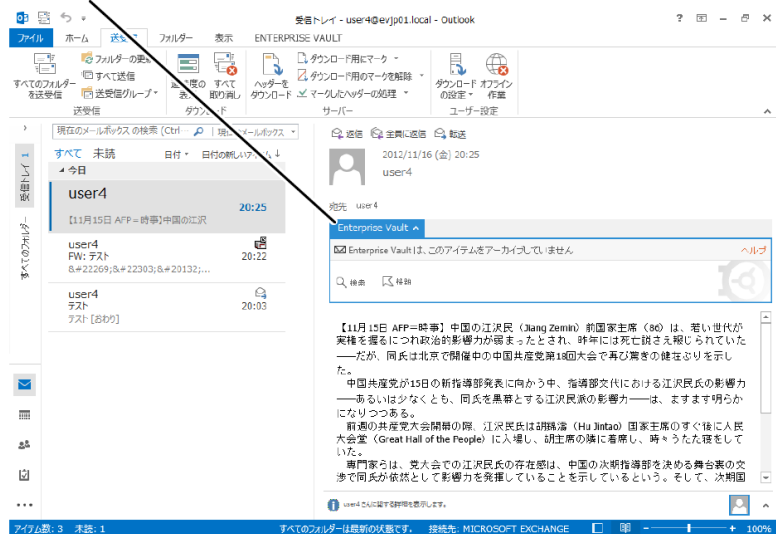 受信トレイ - user4@evjp01.local - Outlook
ファイル ホーム フォルダー 表示 ENTERPRISE VAULT
すべてのフォルダー
を送受信
フォルダーの更新
すべて送信
送受信グループ
送受信
すべて
取り消し
ヘッダーを
ダウンロード
ダウンロード用にマーク
ダウンロード用のマークを解除
マークしたヘッダーの処理
サーバー
ダウンロード
の設定
オフライン
作業
ユーザー設定
現在のメールボックス の検索 (Ctrl
すべて 未読 日付
今日
user4
20:25
【11月15日 AFP=時事】中国の江沢
user4
FW: テスト 20:22
&#22269;&#22303;&#20132;...
user4
テスト 20:03
テスト [おわり]
受信トレイ 1
すべてのフォルダー
返信 全員に返信 転送
2012/11/16 (金) 20:25
user4
宛先 user4
Enterprise Vault
Enterprise Vault は、このアイテムをアーカイブしていません ヘルプ
検索 移動
【11月15日 AFP=時事】中国の江沢民（Jiang Zemin）前国家主席（86）は、若い世代が
実権を握るにつれ政治的影響力が弱まったとされ、昨年には死亡説さえ報じられていた
――だが、同氏は北京で開催中の中国共産党第18回大会で再び驚きの健在ぶりを示し
た。
中国共産党が15日の新指導部発表に向かう中、指導部交代における江沢民氏の影響力
――あるいは少なくとも、同氏を黒幕とする江沢民派の影響力――は、ますます明らか
になりつつある。
前週の共産党大会開幕の際、江沢民氏は胡錦濤（Hu Jintao）国家主席のすぐ後に人民
大会堂（Great Hall of the People）に入場し、胡主席の隣に着席し、時々うたた寝をして
いた。
専門家らは、党大会での江沢民氏の存在感は、中国の次期指導部を決める舞台裏の交
渉で同氏が依然として影響力を発揮していることを示しているという。そして、次期国
user4 さんに関する詳細を表示します。
アイテム数: 3 未読: 1 すべてのフォルダーは最新の状態です。 接続先: MICROSOFT EXCHANGE 100%